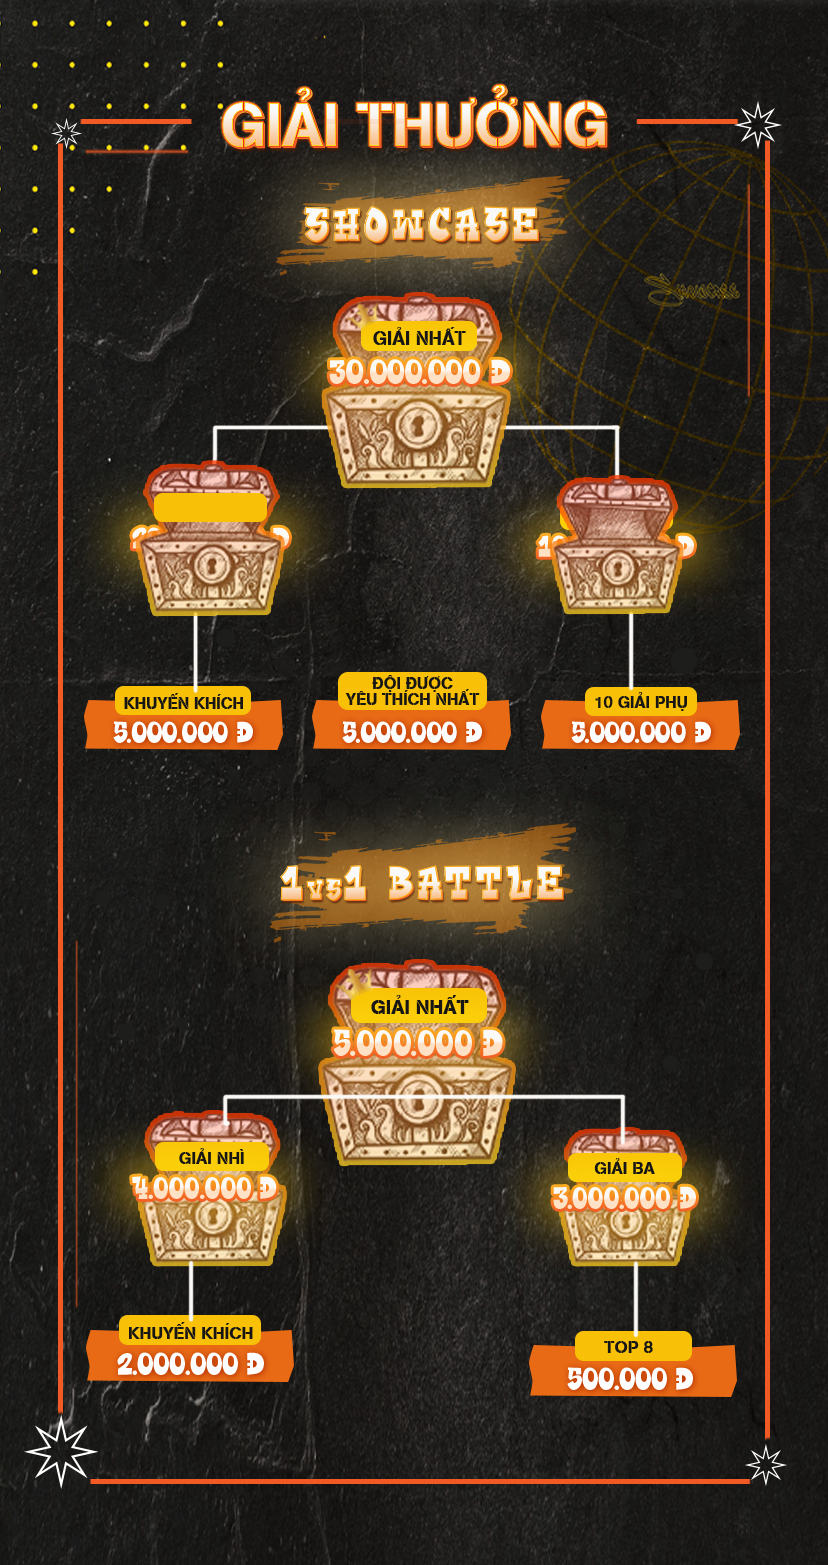 GIẢI THƯỞNG
SHOWCASE
Showcase
GIẢI NHẤT
30.000.000 Đ
Đ
Đ
KHUYẾN KHÍCH
5.000.000 Đ
ĐỘI ĐƯỢC
YÊU THÍCH NHẤT
5.000.000 Đ
10 GIẢI PHỤ
5.000.000 Đ
1vs1 BATTLE
GIẢI NHẤT
5.000.000 Đ
GIẢI NHÌ
4.000.000 Đ
GIẢI BA
3.000.000 Đ
KHUYẾN KHÍCH
2.000.000 Đ
TOP 8
500.000 Đ